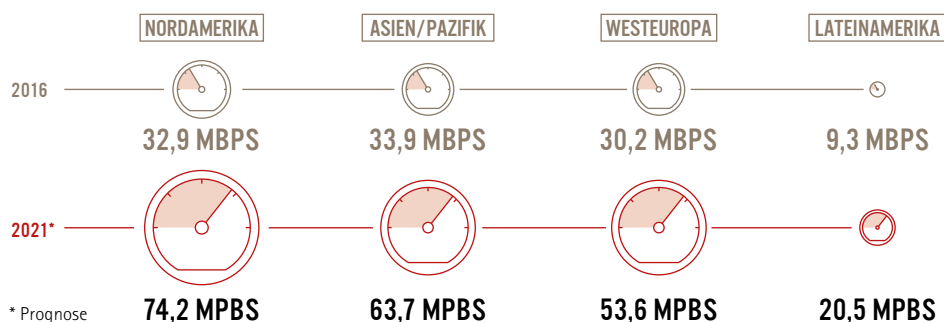 NORDAMERIKA ASIEN/PAZIFIK WESTEUROPA LATEINAMERIKA
2016
32,9 MBPS 33,9 MBPS 30,2 MBPS 9,3 MBPS
2021*
* Prognose 74,2 MPBS 63,7 MPBS 53,6 MPBS 20,5 MPBS